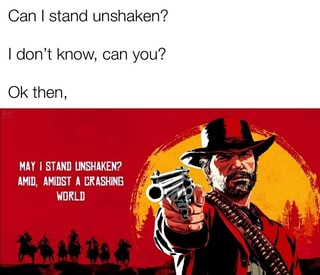 Can I stand unshaken?
I don't know, can you?
Ok then,
MAY I STAND UNSHAKEN?
AMID, AMIDST A CRASHING
WORLD